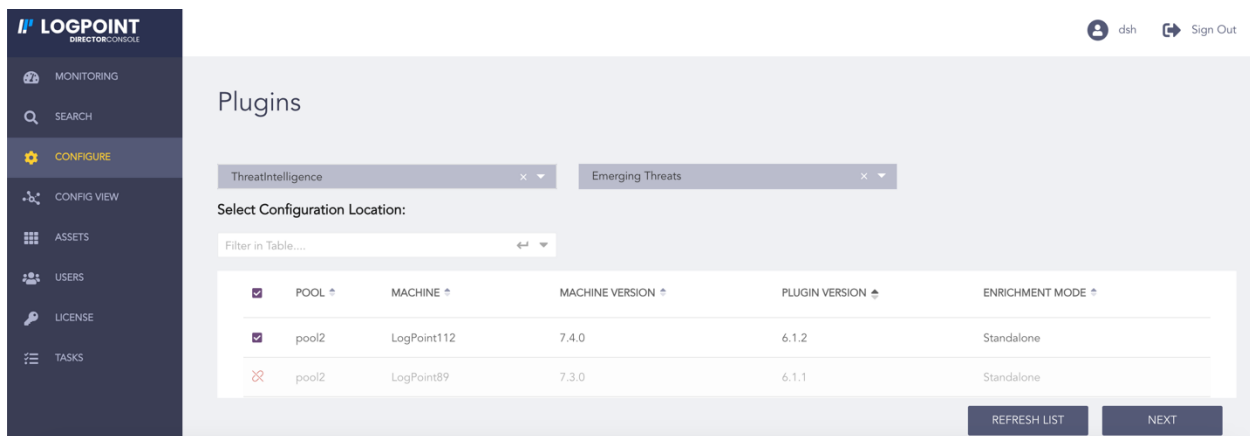 LOGPOINT
DIRECTORCONSOLE
dsh Sign Out
MONITORING
SEARCH
CONFIGURE
CONFIG VIEW
ASSETS
USERS
LICENSE
TASKS
Plugins
ThreatIntelligence Emerging Threats
Select Configuration Location:
Filter in Table....
POOL MACHINE MACHINE VERSION PLUGIN VERSION ENRICHMENT MODE
pool2 LogPoint112 7.4.0 6.1.2 Standalone
pool2 LogPoint89 7.3.0 6.1.1 Standalone
REFRESH LIST NEXT